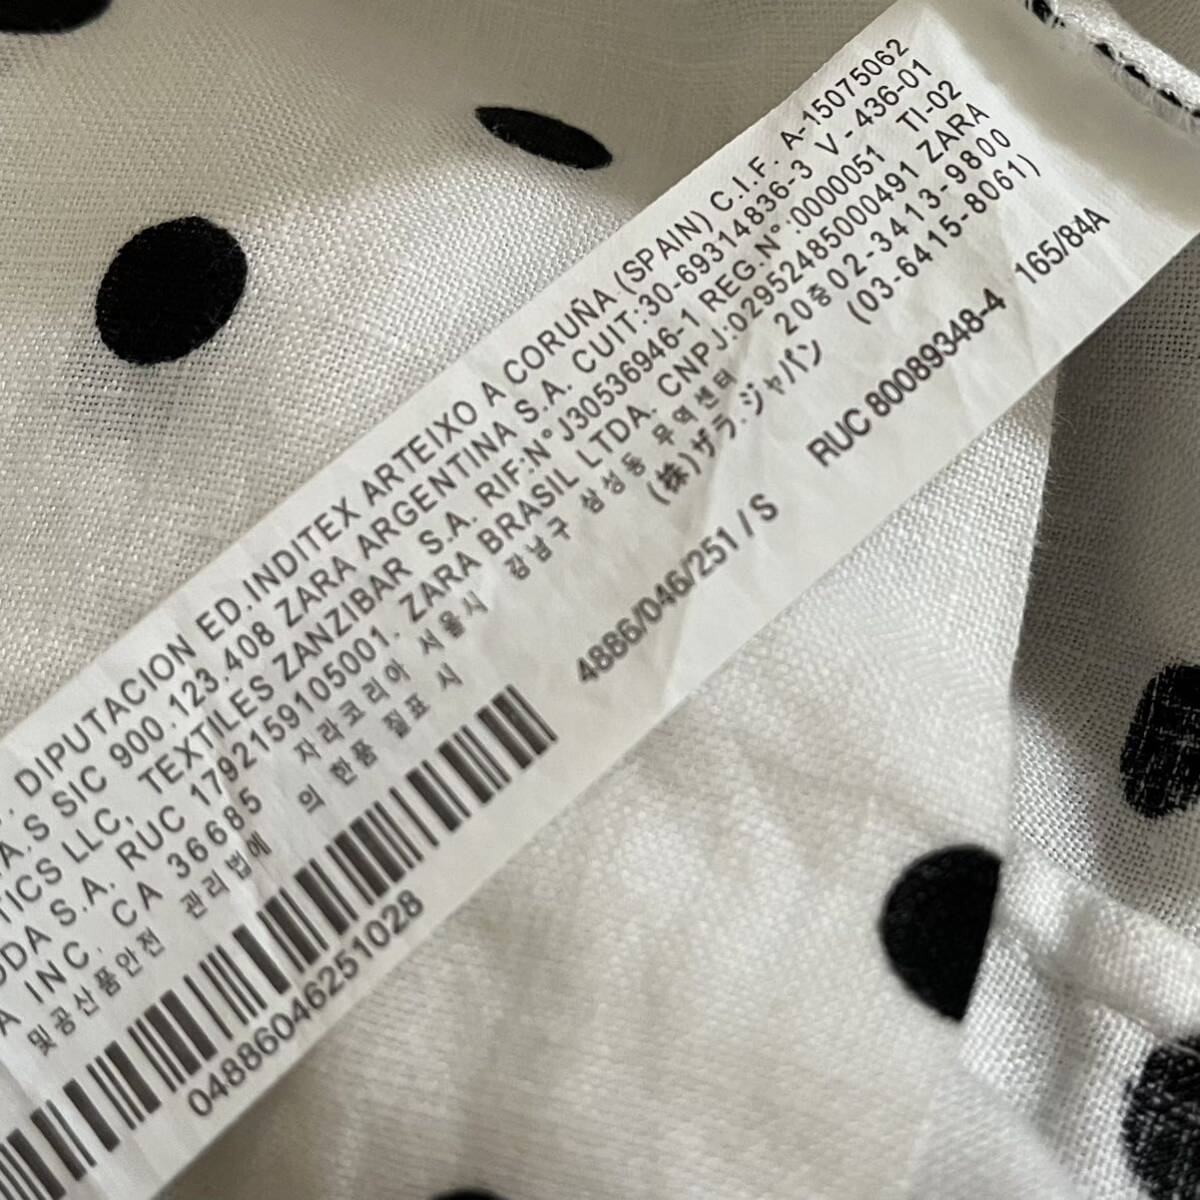 DIPUTACION ED.INDITEX ARTEIXO A CORUÑA (SPAIN) C.I.F. A-15075062
A.S SIC 900.123.408 ZARA ARGENTINA S.A. CUIT:30-69314836-3 V - 436-01
TICS LLC, TEXTILES ZANZIBAR S.A. RIF:N°J30536946-1 REG.N°:0000051 TI-02
S.A. RUC 1792159105001. ZARA BRASIL LTDA. CNPJ:02952485000491 ZARA
INC. CA 36685 자라코리아 서울시 강남구 삼성동 무역센터 20층02-3413-9800
및공산품안전 관리법에 의한품 질표 시 (株)ザラ.ジャパン (03-6415-8061)
RUC 80089348-4 165/84A
4886/046/251 / S
04886046251028